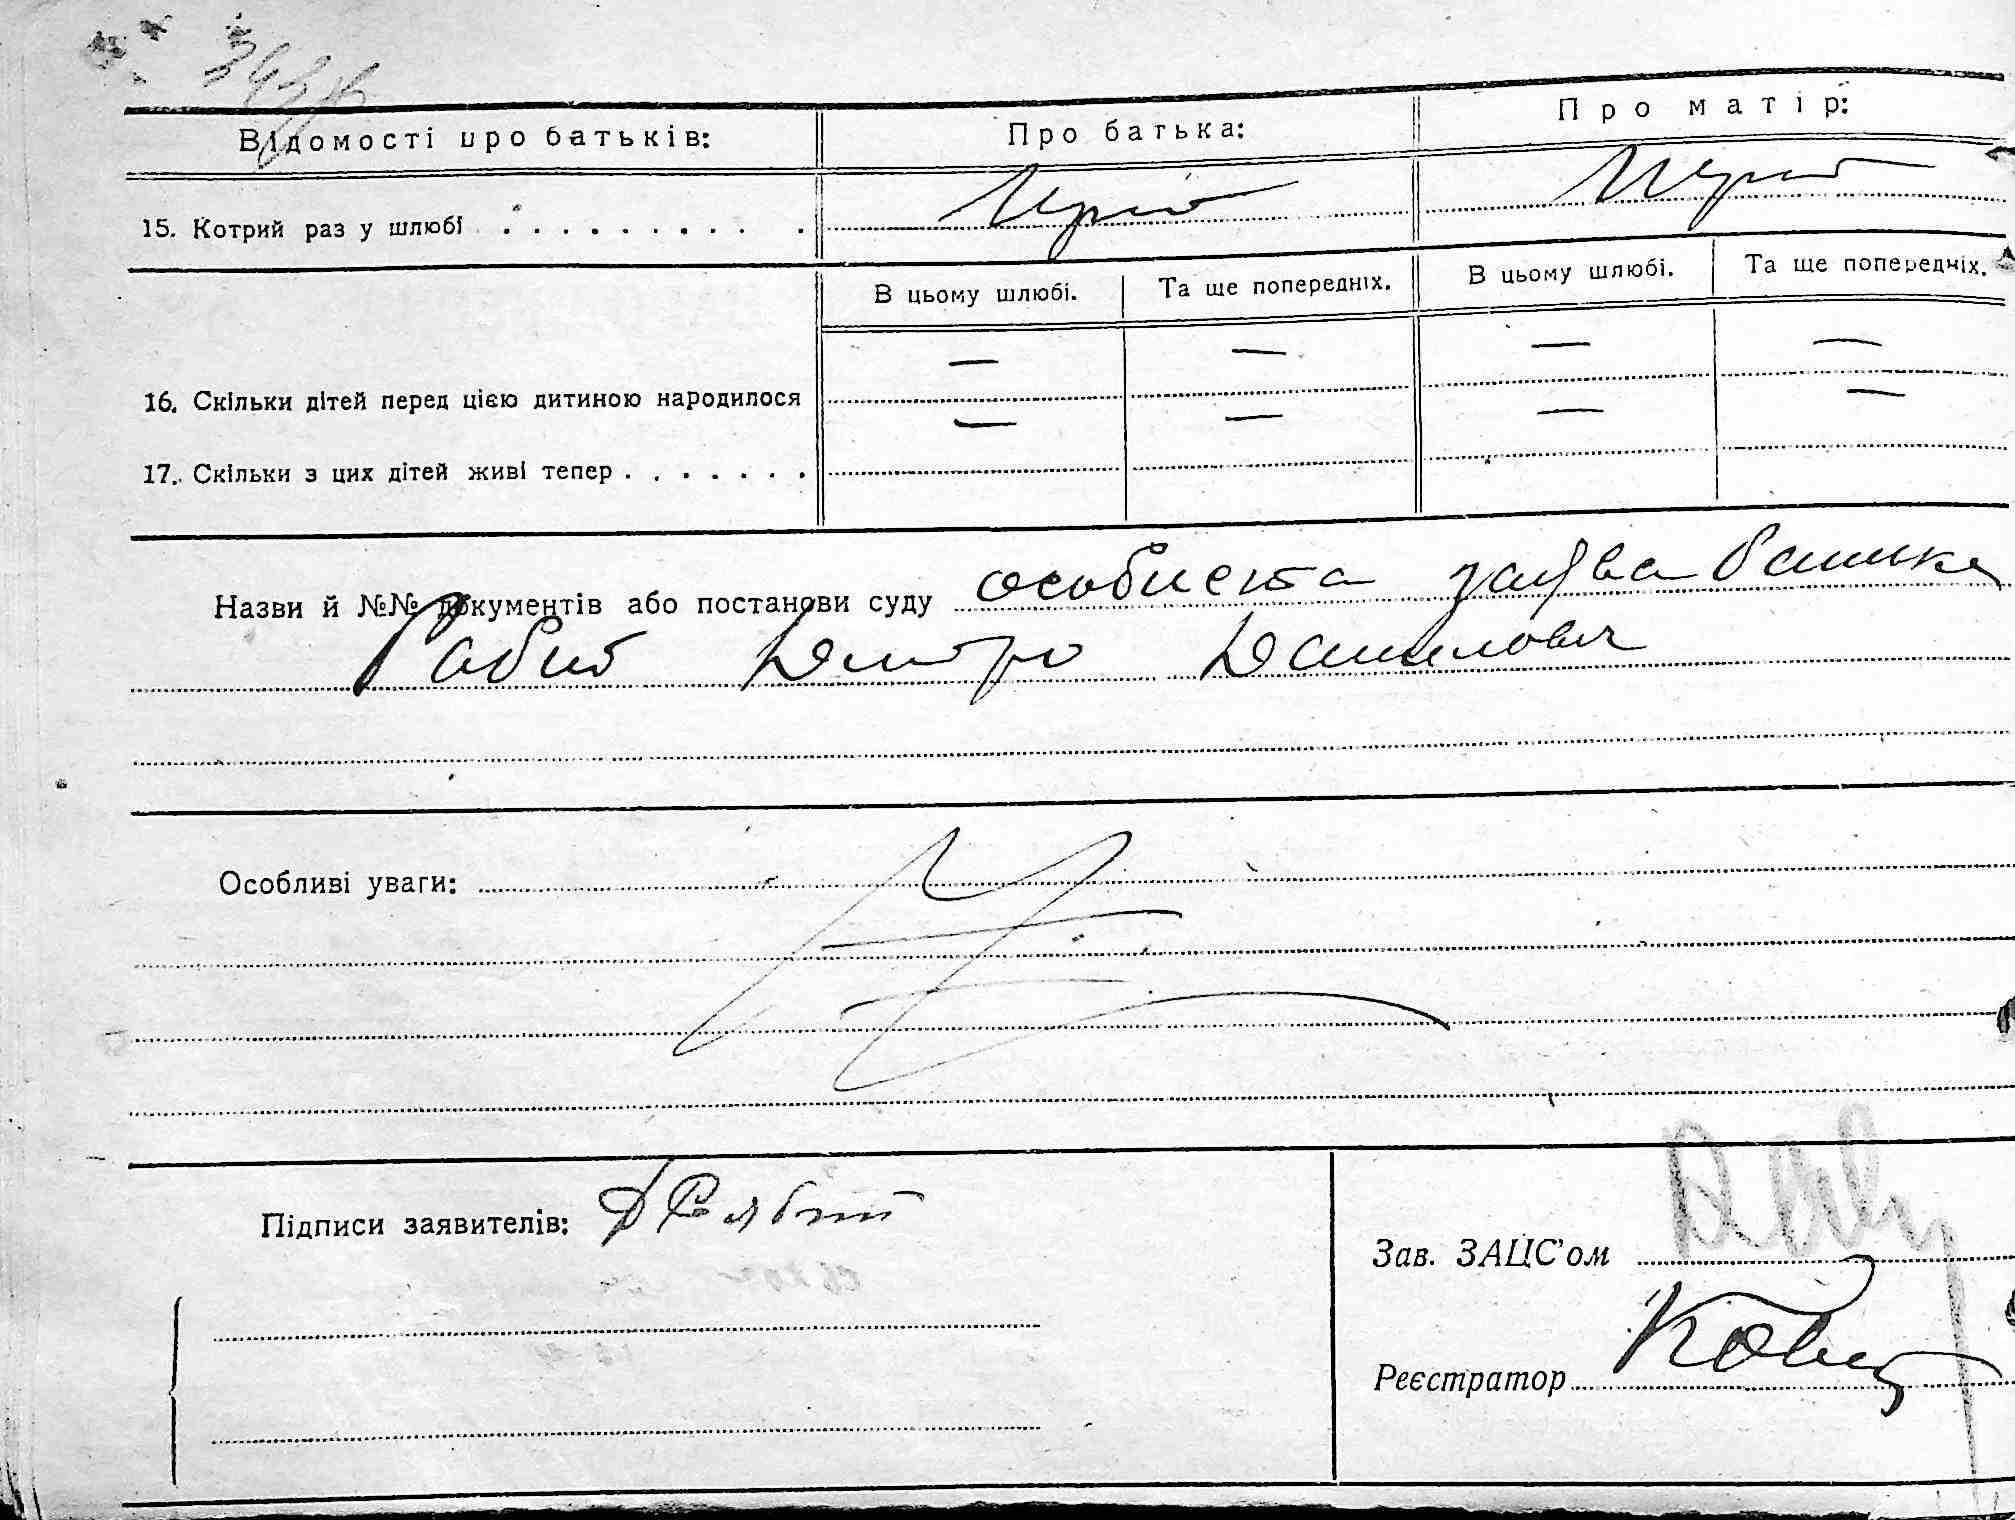 Відомості про батьків:
Про батька:
Про матір:
15. Котрий раз у шлюбі . . . . . . . . . . .
В цьому шлюбі.
Та ще попередніх.
В цьому шлюбі.
Та ще попередніх.
— — — —
16. Скільки дітей перед цією дитиною народилося
— — — —
17. Скільки з цих дітей живі тепер . . . . . . .
Назви й №№ документів або постанови суду особиста заява батька
Рабий Дмитро Данилович
Особливі уваги:
Підписи заявителів: ДРябий
Зав. ЗАЦС'ом
Реєстратор